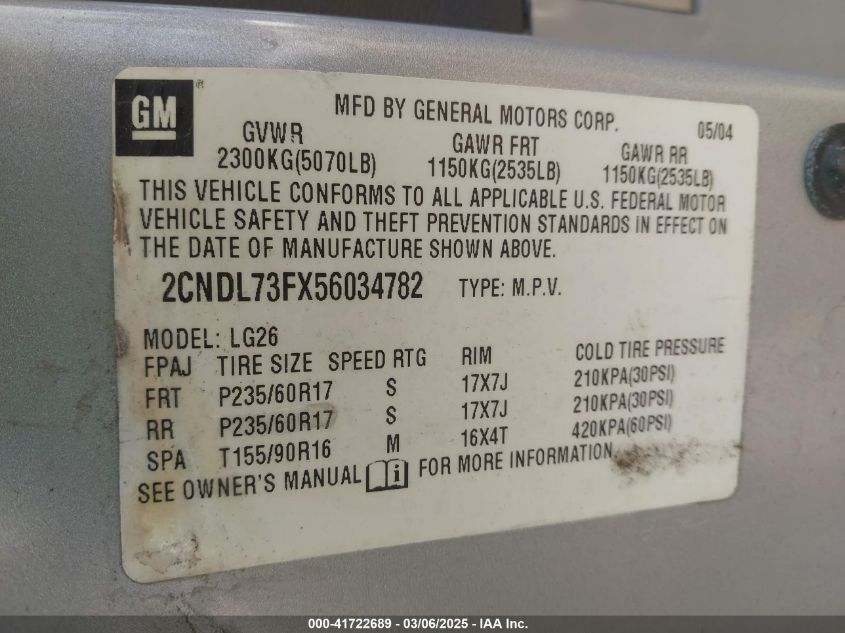 GM
MFD BY GENERAL MOTORS CORP. 05/04
GVWR GAWR FRT GAWR RR
2300KG(5070LB) 1150KG(2535LB) 1150KG(2535LB)
THIS VEHICLE CONFORMS TO ALL APPLICABLE U.S. FEDERAL MOTOR
VEHICLE SAFETY AND THEFT PREVENTION STANDARDS IN EFFECT ON
THE DATE OF MANUFACTURE SHOWN ABOVE.
2CNDL73FX56034782 TYPE: M.P.V.
MODEL: LG26
FPAJ TIRE SIZE SPEED RTG RIM COLD TIRE PRESSURE
FRT P235/60R17 S 17X7J 210KPA(30PSI)
RR P235/60R17 S 17X7J 210KPA(30PSI)
SPA T155/90R16 M 16X4T 420KPA(60PSI)
SEE OWNER'S MANUAL i FOR MORE INFORMATION.
000-41722689 — 03/06/2025 — IAA Inc.